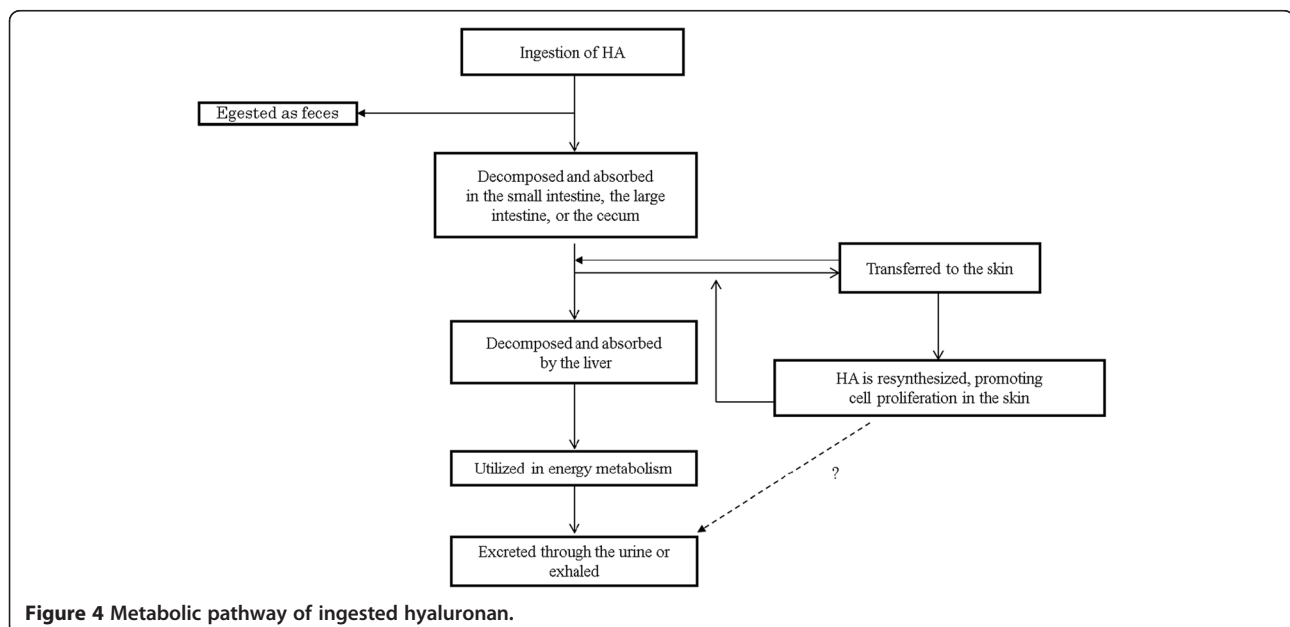 Ingestion of HA
Egested as feces
Decomposed and absorbed
in the small intestine, the large
intestine, or the cecum
Transferred to the skin
Decomposed and absorbed
by the liver
HA is resynthesized, promoting
cell proliferation in the skin
Utilized in energy metabolism
?
Excreted through the urine or
exhaled
Figure 4 Metabolic pathway of ingested hyaluronan.